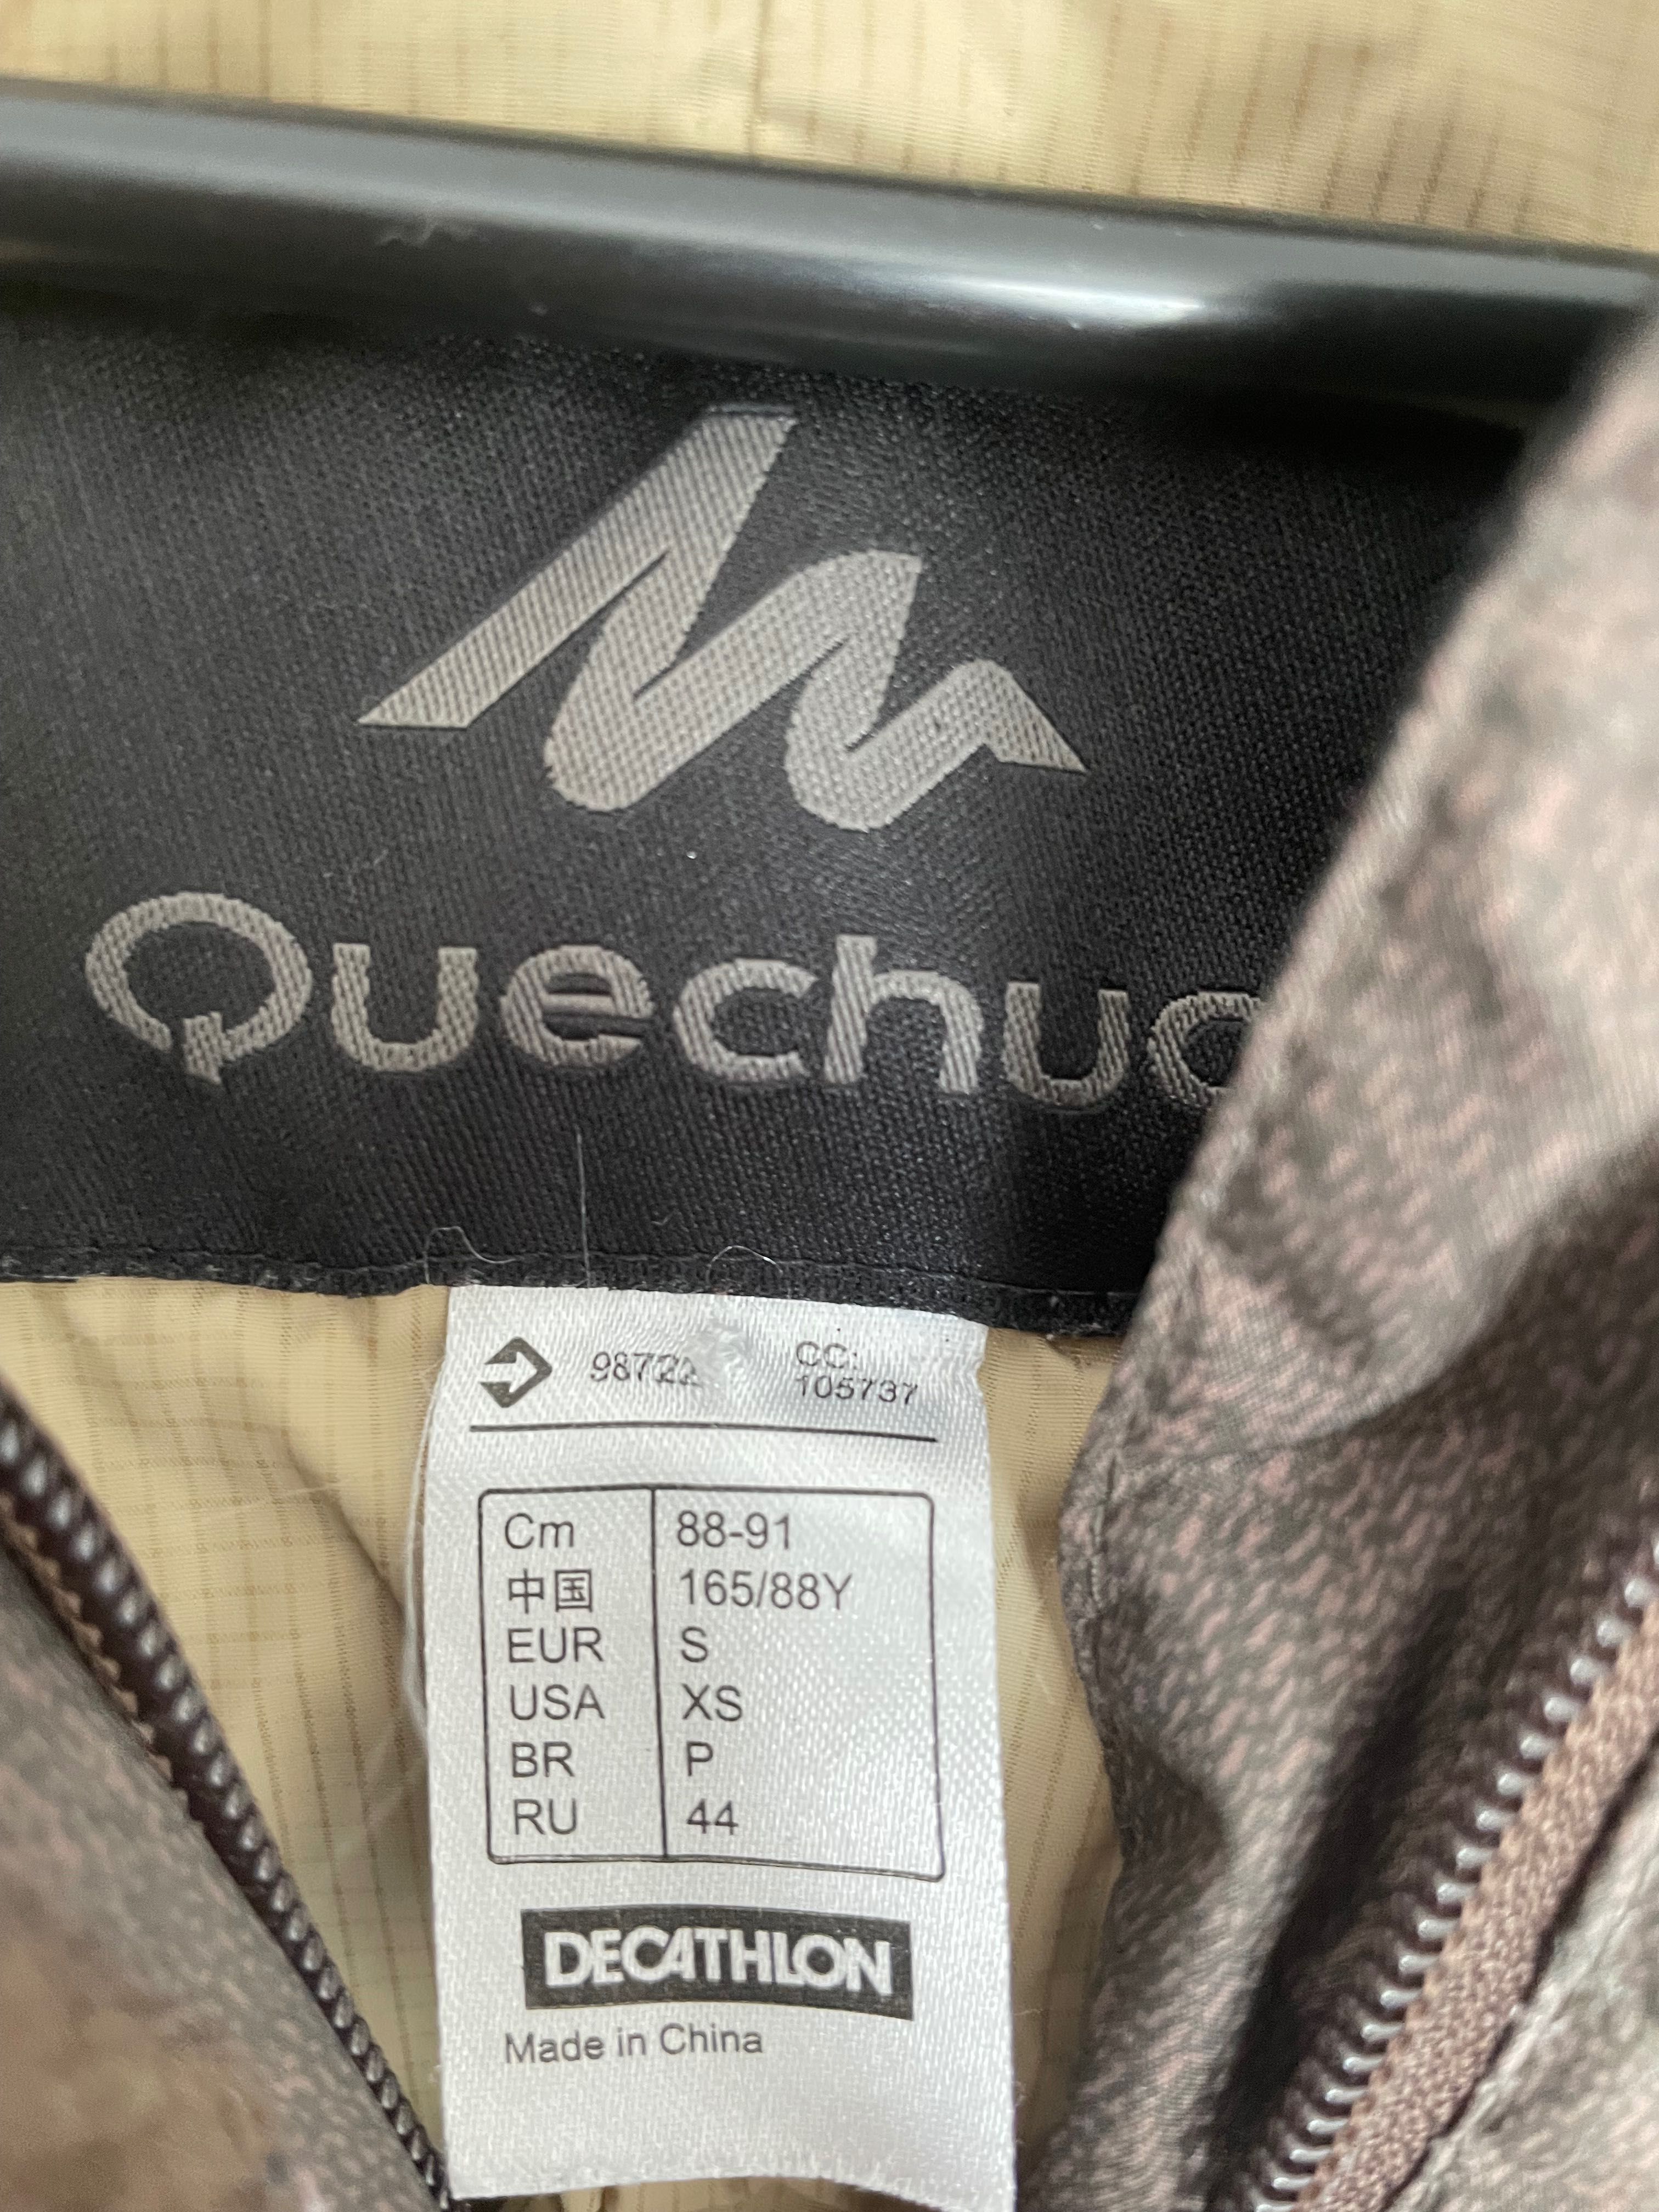 Quechua
CC:
105737
Cm 88-91
中国 165/88Y
EUR S
USA XS
BR P
RU 44
DECATHLON
Made in China